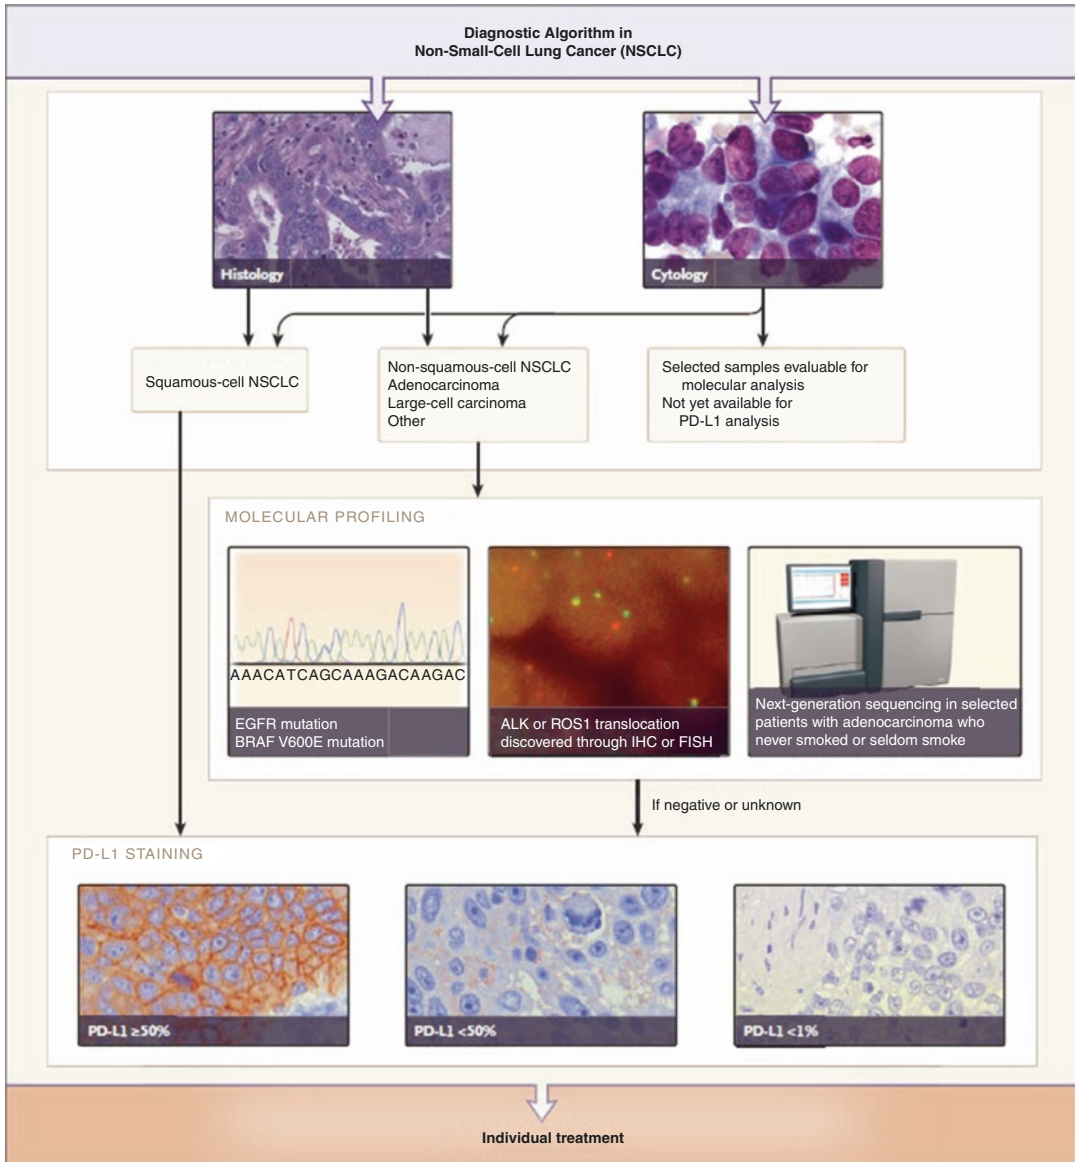 Diagnostic Algorithm in
Non-Small-Cell Lung Cancer (NSCLC)
Histology
Cytology
Squamous-cell NSCLC
Non-squamous-cell NSCLC
Adenocarcinoma
Large-cell carcinoma
Other
Selected samples evaluable for
molecular analysis
Not yet available for
PD-L1 analysis
MOLECULAR PROFILING
AAACATCAGCAAAGACAAGAC
EGFR mutation
BRAF V600E mutation
ALK or ROS1 translocation
discovered through IHC or FISH
Next-generation sequencing in selected
patients with adenocarcinoma who
never smoked or seldom smoke
If negative or unknown
PD-L1 STAINING
PD-L1 ≥50%
PD-L1 <50%
PD-L1 <1%
Individual treatment